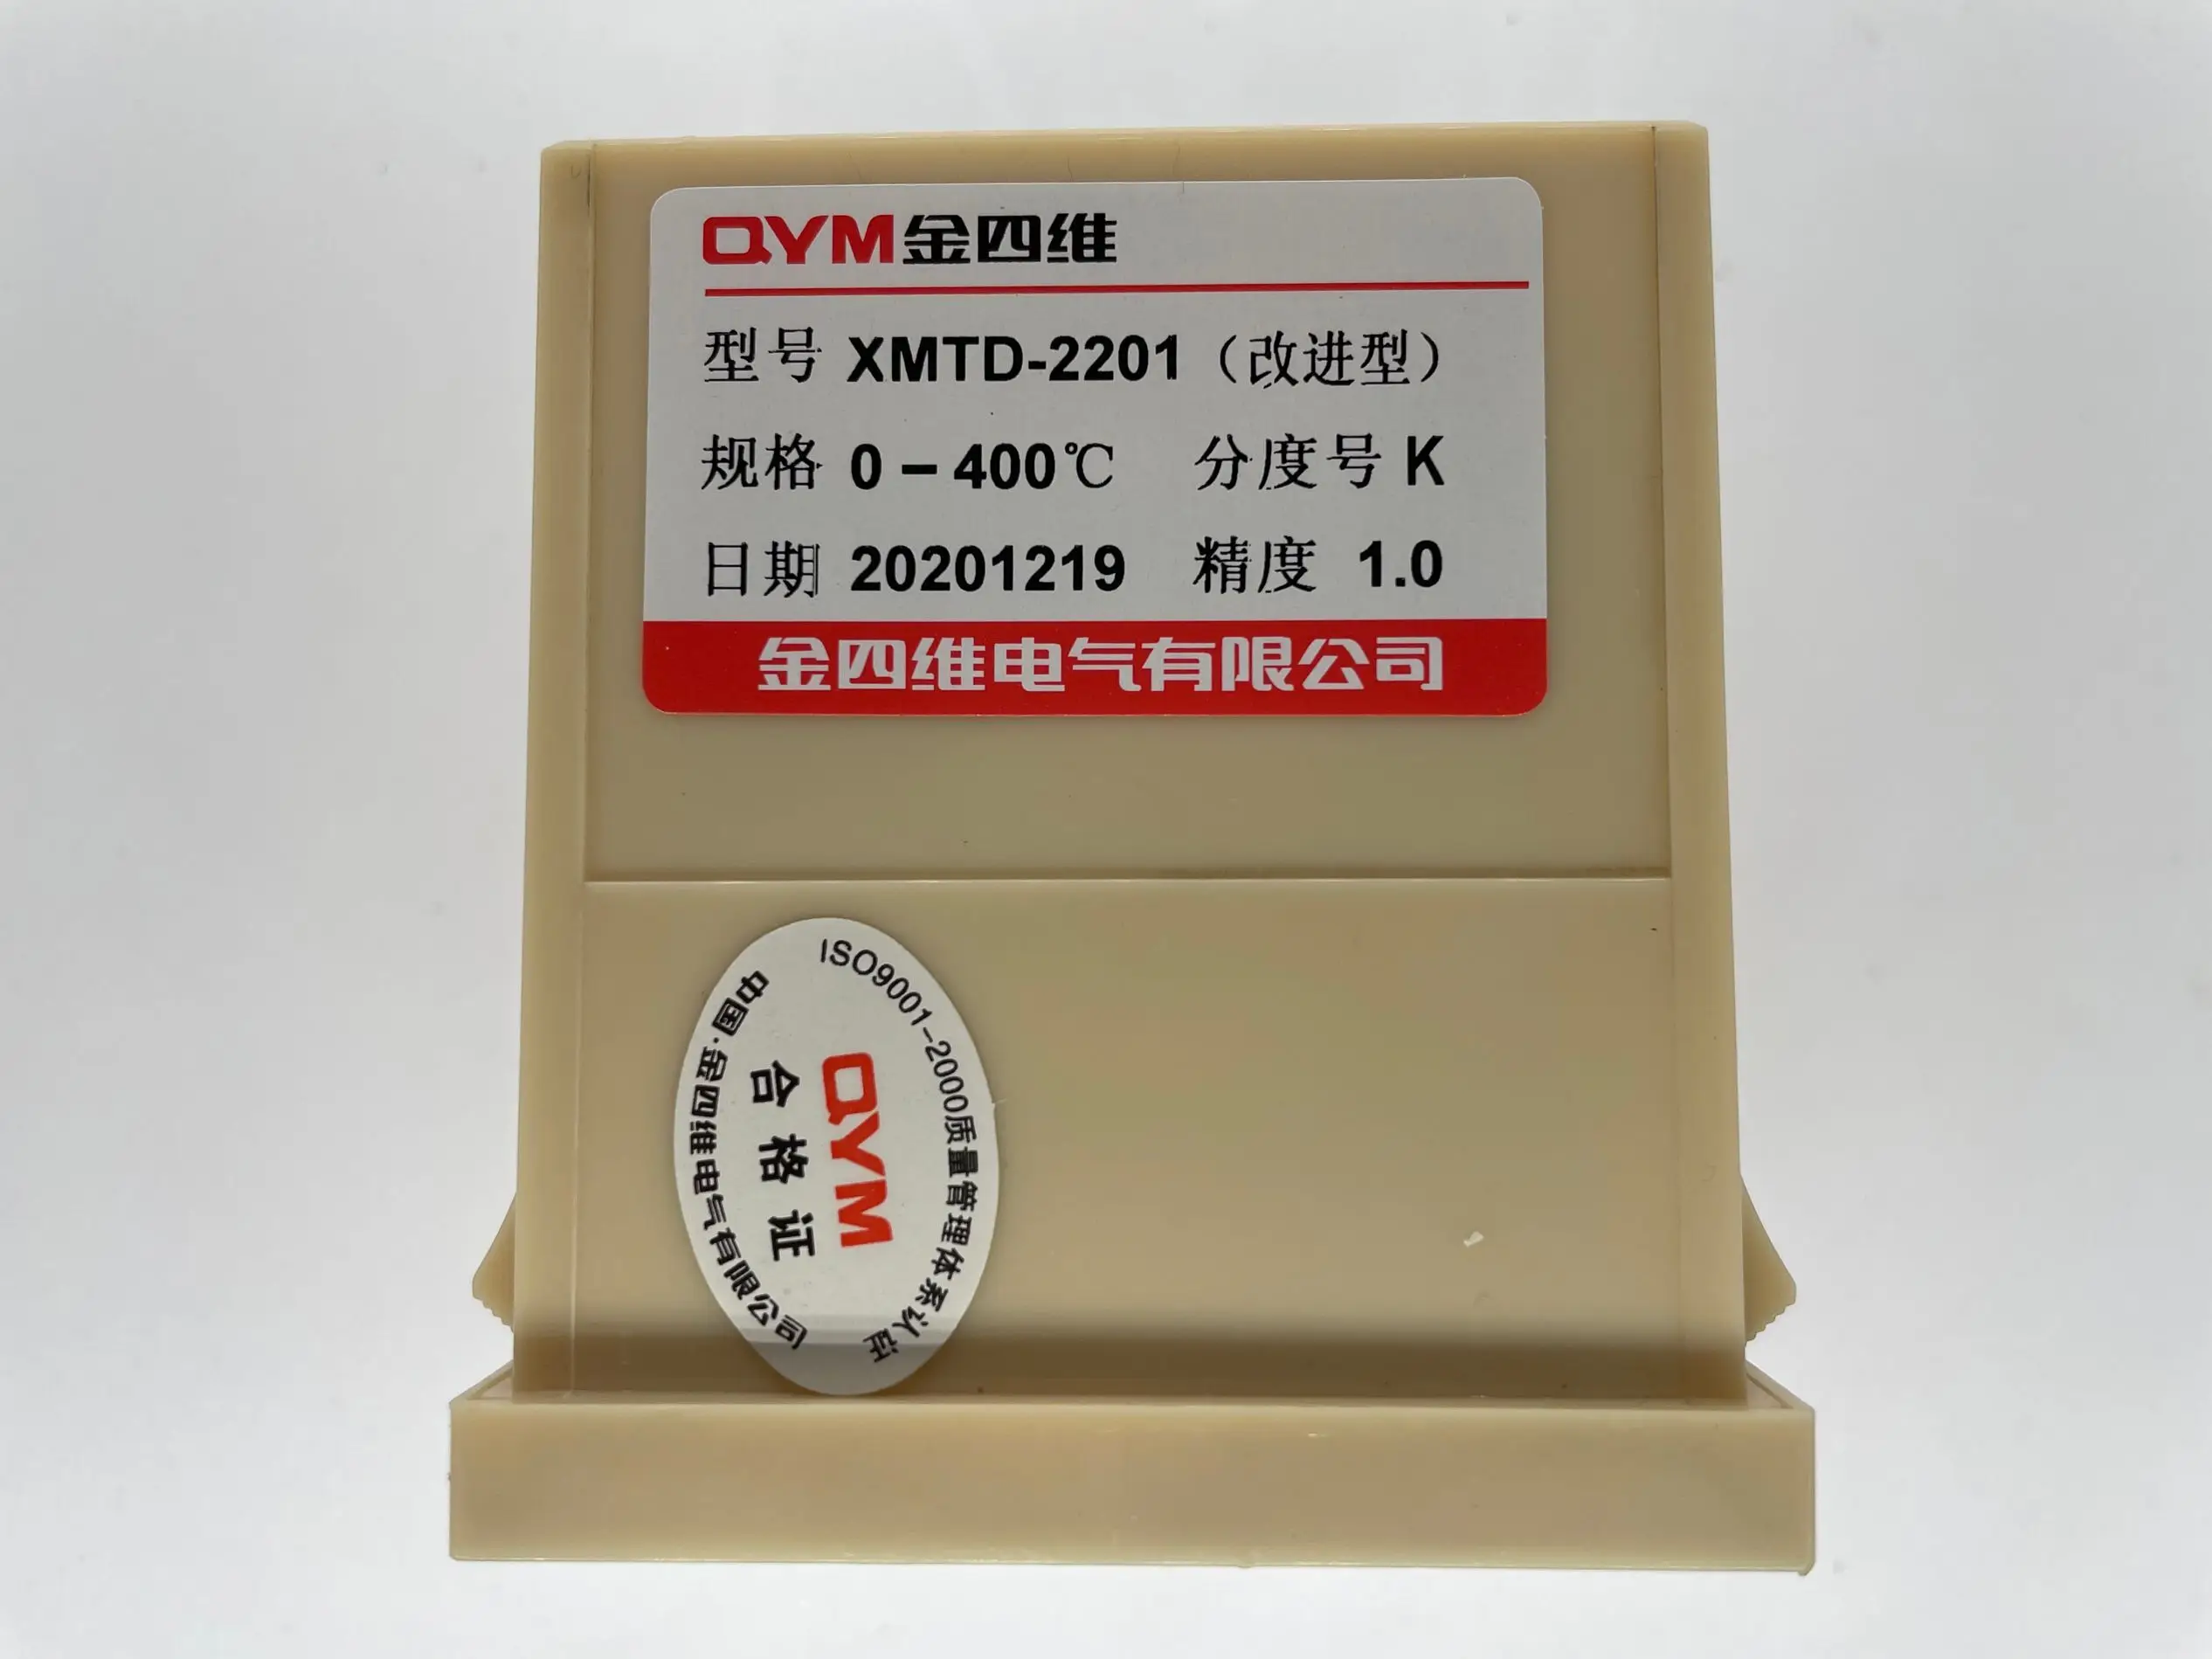 QYM金四维
型号 XMTD-2201（改进型）
规格 0－400℃ 分度号 K
日期 20201219 精度 1.0
金四维电气有限公司
ISO9001-2000质量管理体系认证
QYM
合格证
中国·金四维电气有限公司